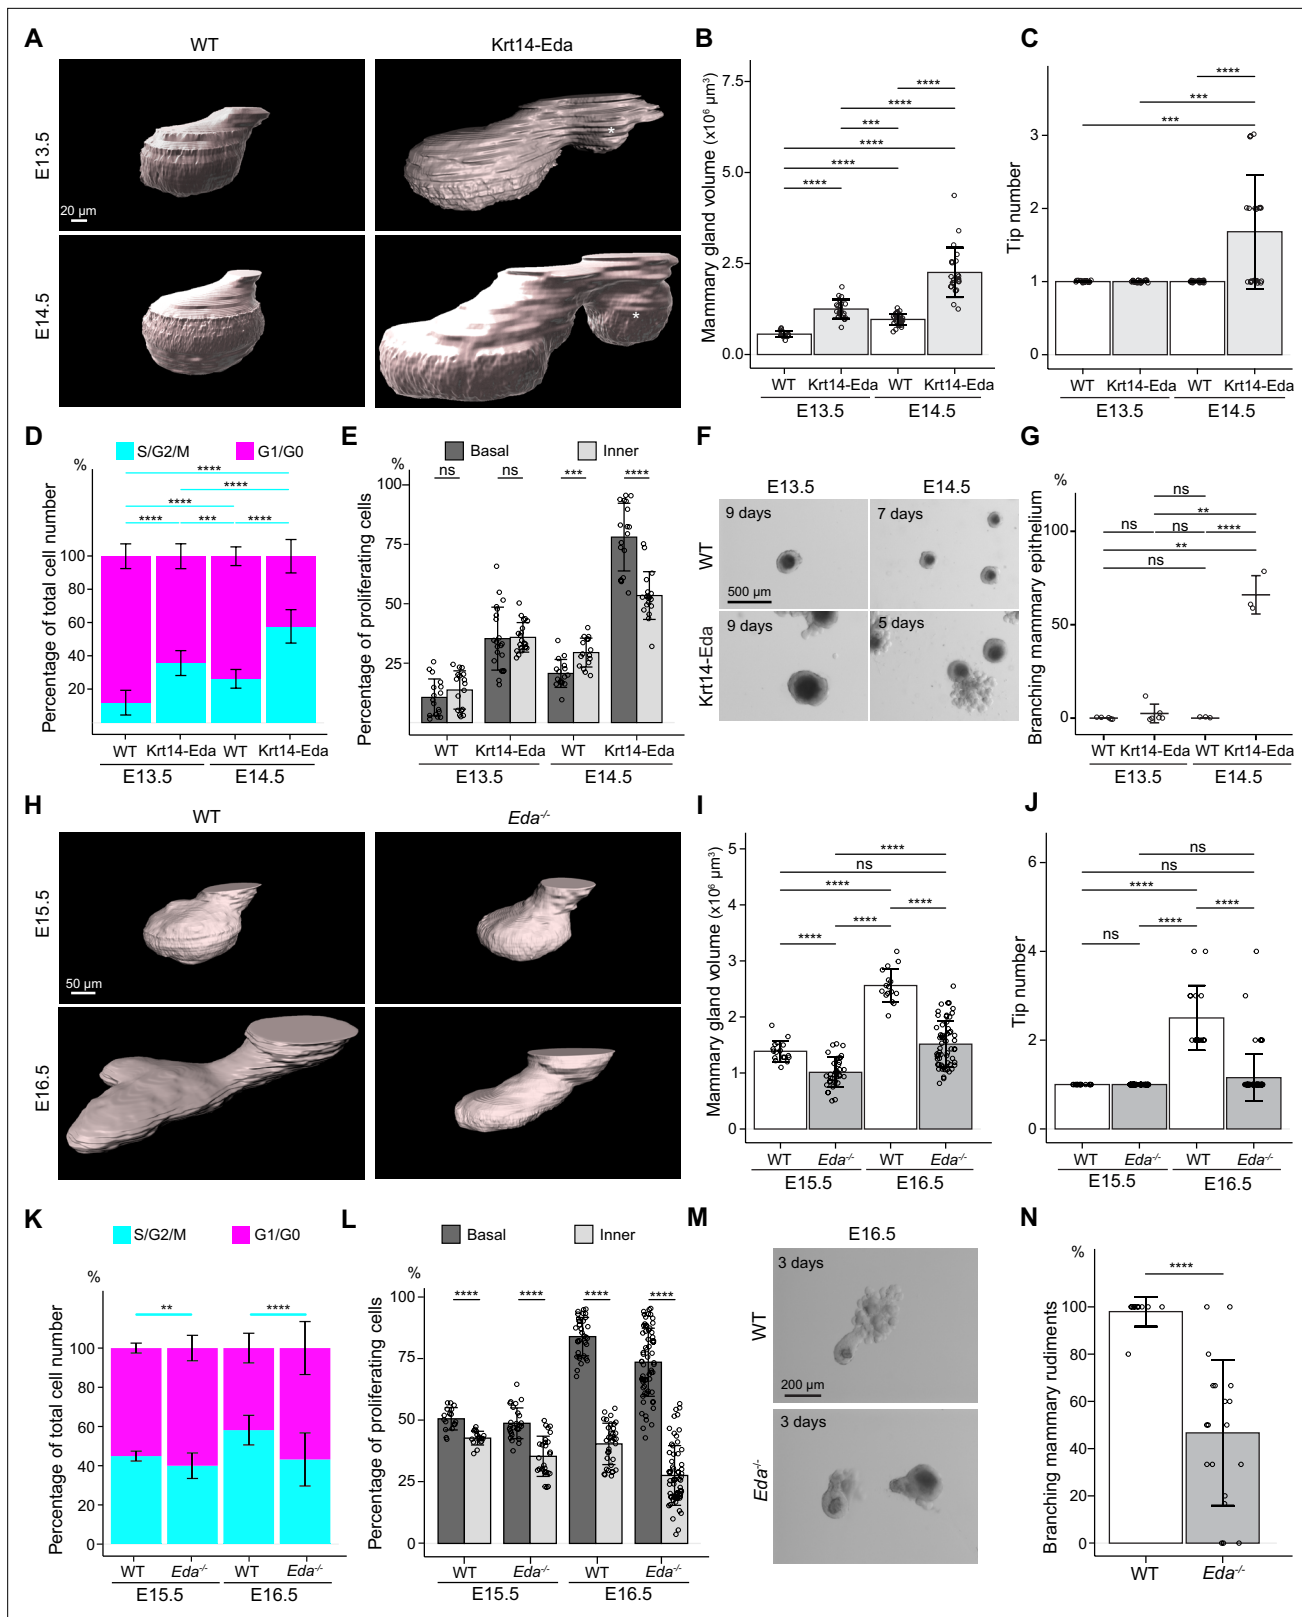 A
WT
Krt14-Eda
E13.5
20 µm
*
E14.5
*
B
Mammary gland volume (x10⁶ µm³)
7.5
5.0
2.5
0.0
****
****
***
****
****
****
WT Krt14-Eda WT Krt14-Eda
E13.5 E14.5
C
Tip number
3
2
1
0
****
***
***
WT Krt14-Eda WT Krt14-Eda
E13.5 E14.5
D
S/G2/M G1/G0
%
Percentage of total cell number
100
80
60
40
20
****
****
****
**** *** ****
WT Krt14-Eda WT Krt14-Eda
E13.5 E14.5
E
Basal Inner
%
Percentage of proliferating cells
100
75
50
25
ns ns *** ****
WT Krt14-Eda WT Krt14-Eda
E13.5 E14.5
F
E13.5 E14.5
WT
9 days 7 days
500 µm
Krt14-Eda
9 days 5 days
G
%
Branching mammary epithelium
100
50
0
ns
**
ns ns ****
**
ns
WT Krt14-Eda WT Krt14-Eda
E13.5 E14.5
H
WT Eda-/-
E15.5
50 µm
E16.5
I
Mammary gland volume (x10⁶ µm³)
5
4
3
2
1
0
****
ns
****
****
****
****
WT Eda-/- WT Eda-/-
E15.5 E16.5
J
Tip number
6
4
2
0
ns
ns
****
**** ****
ns
WT Eda-/- WT Eda-/-
E15.5 E16.5
K
S/G2/M G1/G0
%
Percentage of total cell number
100
80
60
40
20
0
** ****
WT Eda-/- WT Eda-/-
E15.5 E16.5
L
Basal Inner
%
Percentage of proliferating cells
100
75
50
25
0
**** **** **** ****
WT Eda-/- WT Eda-/-
E15.5 E16.5
M
E16.5
WT
3 days
200 µm
Eda-/-
3 days
N
%
Branching mammary rudiments
100
80
60
40
20
0
****
WT Eda-/-